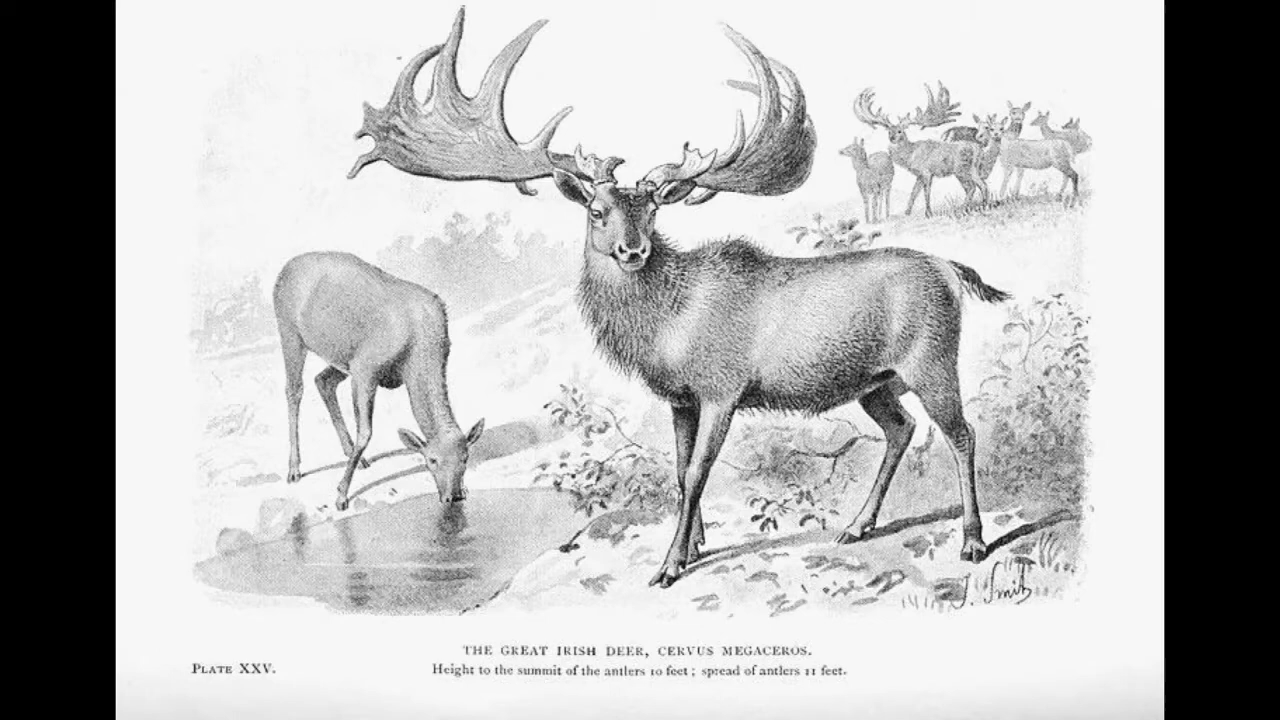 J. Smit
THE GREAT IRISH DEER, CERVUS MEGACEROS.
PLATE XXV.
Height to the summit of the antlers 10 feet; spread of antlers 11 feet.